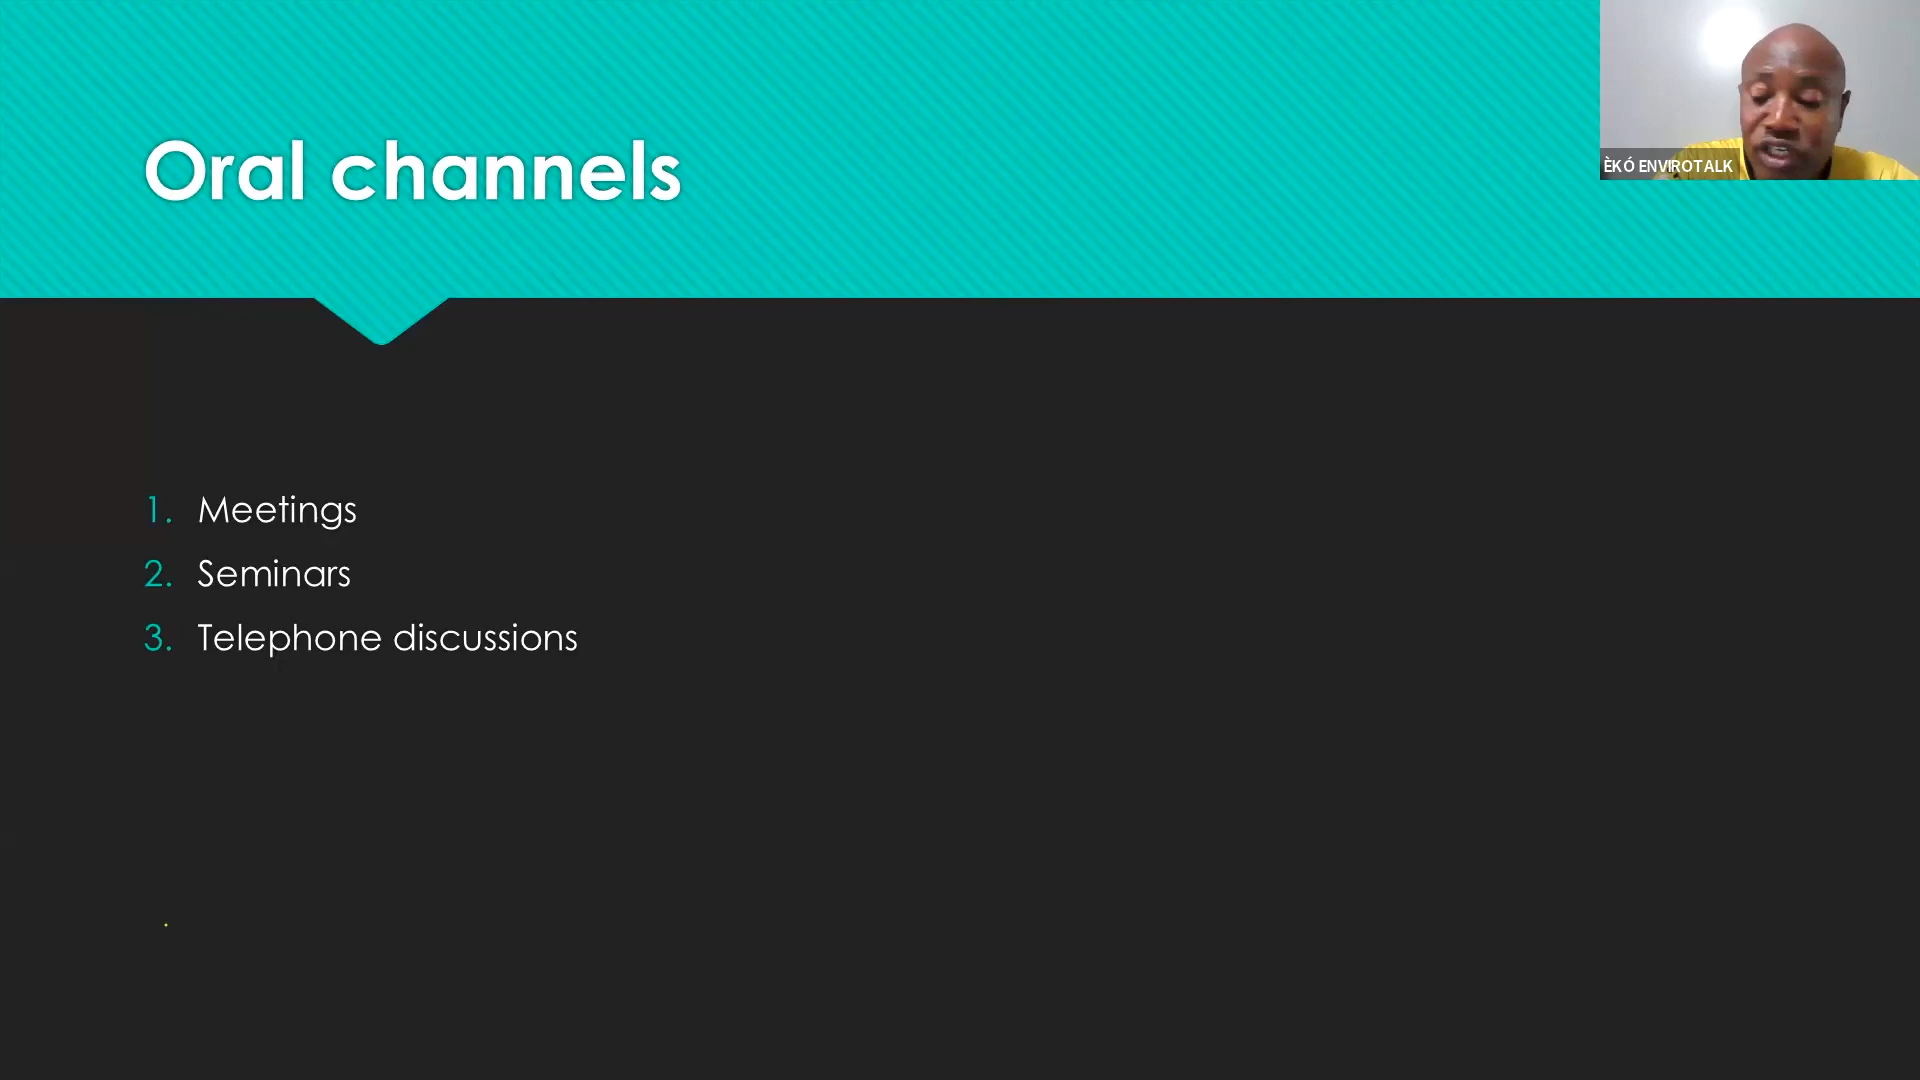 Oral channels
ÈKÓ ENVIROTALK
1. Meetings
2. Seminars
3. Telephone discussions